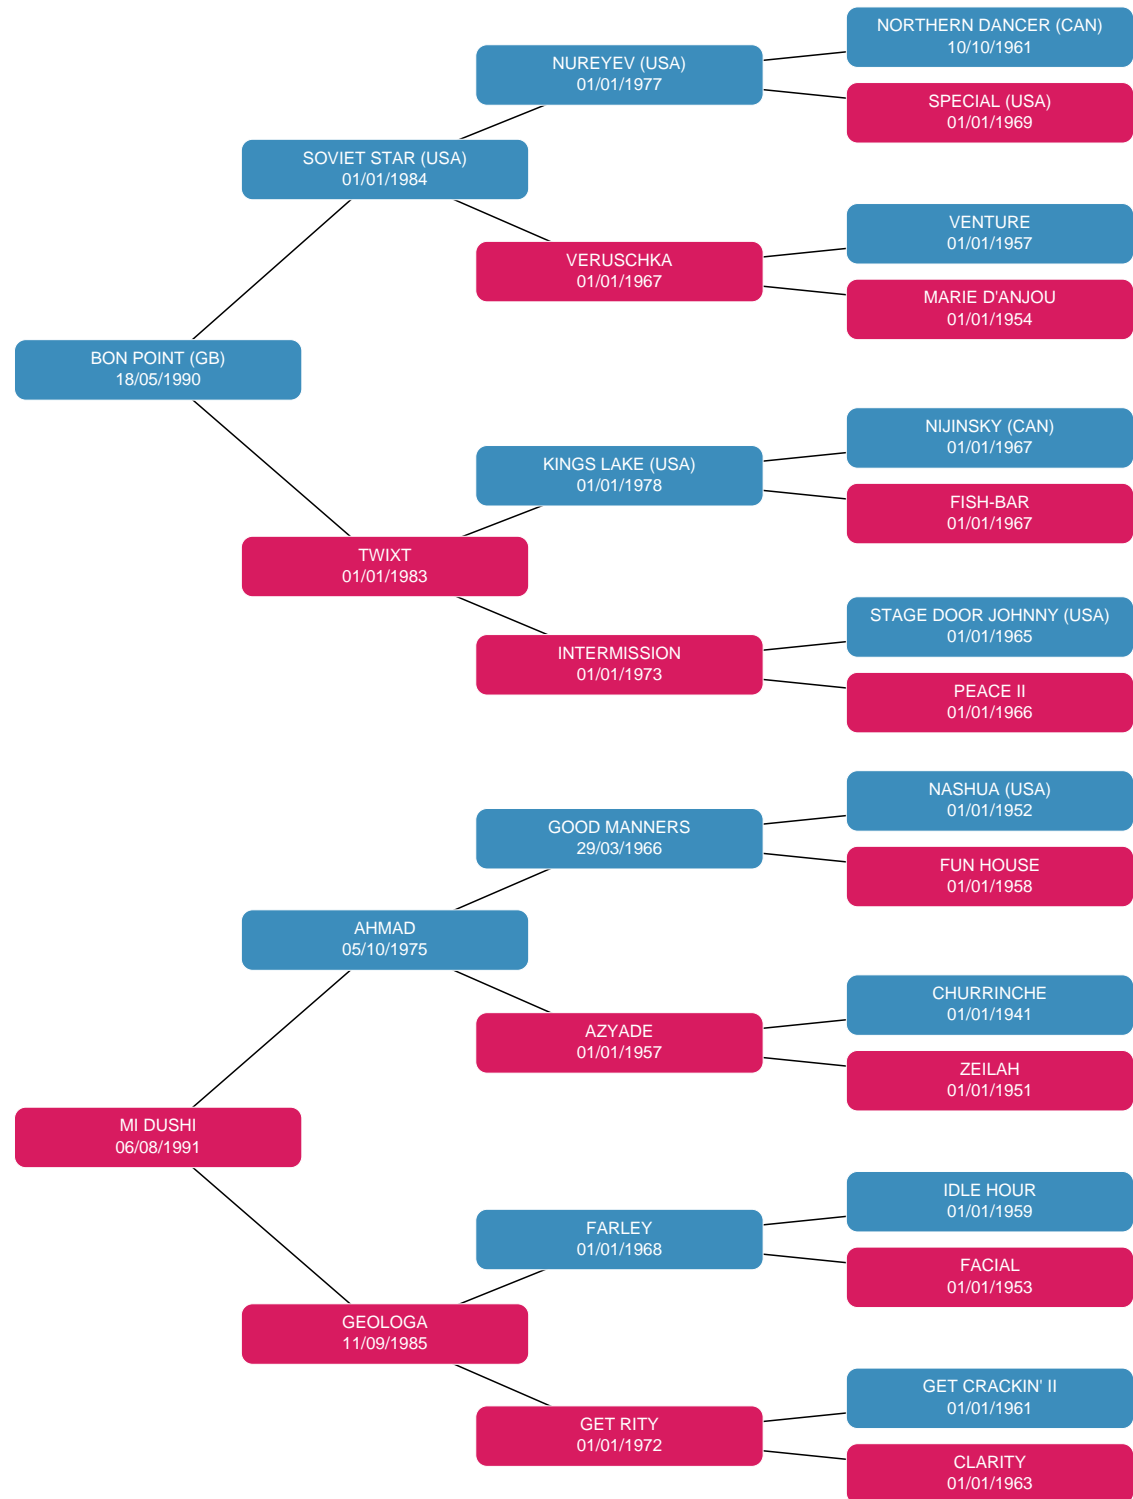 NORTHERN DANCER (CAN)
10/10/1961
NUREYEV (USA)
01/01/1977
SPECIAL (USA)
01/01/1969
SOVIET STAR (USA)
01/01/1984
VENTURE
01/01/1957
VERUSCHKA
01/01/1967
MARIE D'ANJOU
01/01/1954
BON POINT (GB)
18/05/1990
NIJINSKY (CAN)
01/01/1967
KINGS LAKE (USA)
01/01/1978
FISH-BAR
01/01/1967
TWIXT
01/01/1983
STAGE DOOR JOHNNY (USA)
01/01/1965
INTERMISSION
01/01/1973
PEACE II
01/01/1966
NASHUA (USA)
01/01/1952
GOOD MANNERS
29/03/1966
FUN HOUSE
01/01/1958
AHMAD
05/10/1975
CHURRINCHE
01/01/1941
AZYADE
01/01/1957
ZEILAH
01/01/1951
MI DUSHI
06/08/1991
IDLE HOUR
01/01/1959
FARLEY
01/01/1968
FACIAL
01/01/1953
GEOLOGA
11/09/1985
GET CRACKIN' II
01/01/1961
GET RITY
01/01/1972
CLARITY
01/01/1963